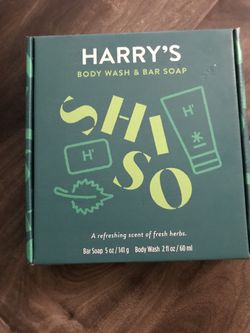 HARRY'S
BODY WASH & BAR SOAP
SHI
SO
H'
H'
A refreshing scent of fresh herbs.
Bar Soap 5 oz / 141 g Body Wash 2 fl oz / 60 ml